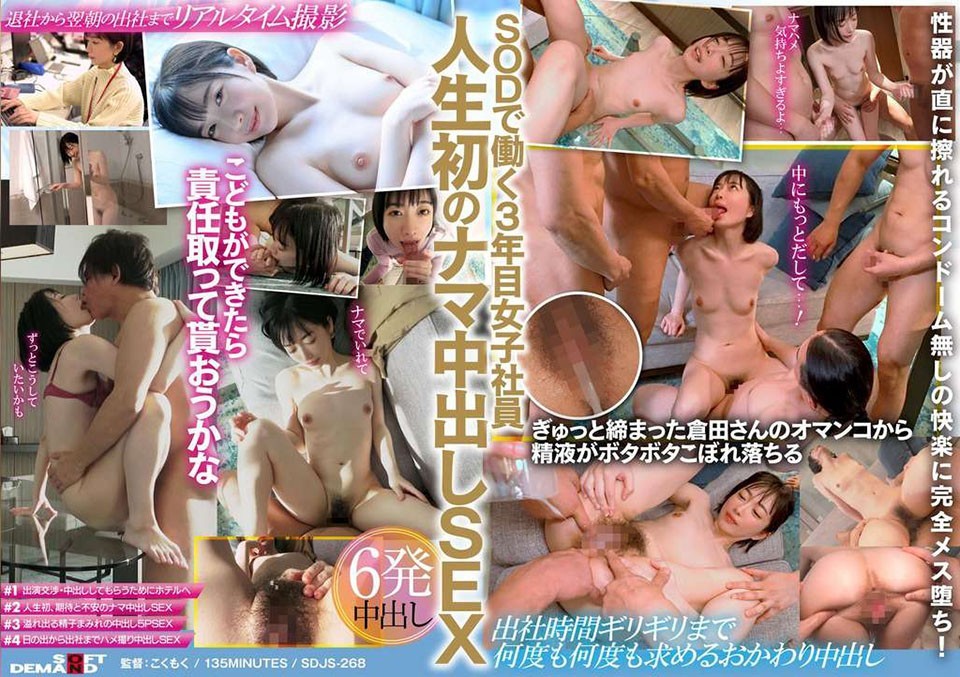 退社から翌朝の出社までリアルタイム撮影
こどもができたら
責任取って貰おうかな
ずっとこうして
いたいかも
ナマでいれて
6発
中出し
#1 出演交渉・中出ししてもらうためにホテルへ
#2 人生初、期待と不安のナマ中出しSEX
#3 溢れ出る精子まみれの中出し5PSEX
#4 日の出から出社までハメ撮り中出しSEX
SOFT ON DEMAND
監督:こくもく / 135MINUTES / SDJS-268
SODで働く3年目女子社員
人生初のナマ中出しSEX
ナマハメ
気持ちよすぎるよ…
中にもっとだして…!
性器が直に擦れるコンドーム無しの快楽に完全メス堕ち!
ぎゅっと締まった倉田さんのオマンコから
精液がボタボタこぼれ落ちる
出社時間ギリギリまで
何度も何度も求めるおかわり中出し